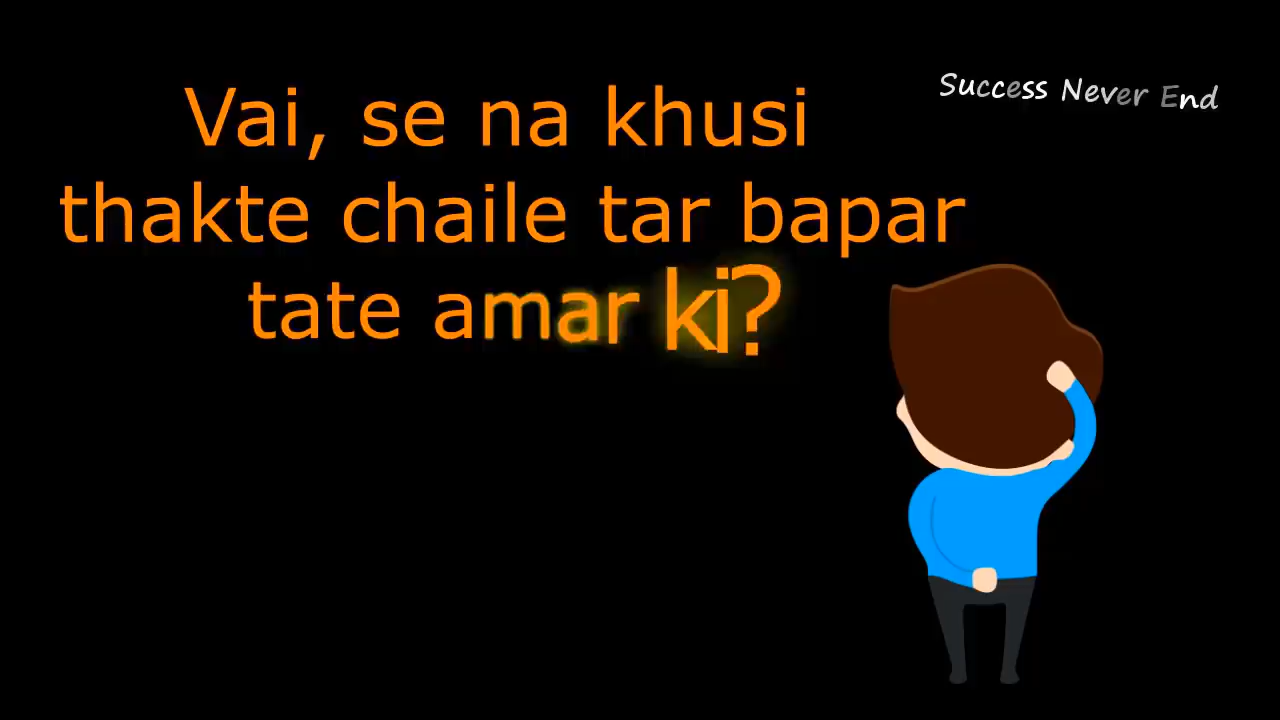 Success Never End
Vai, se na khusi
thakte chaile tar bapar
tate amar ki?